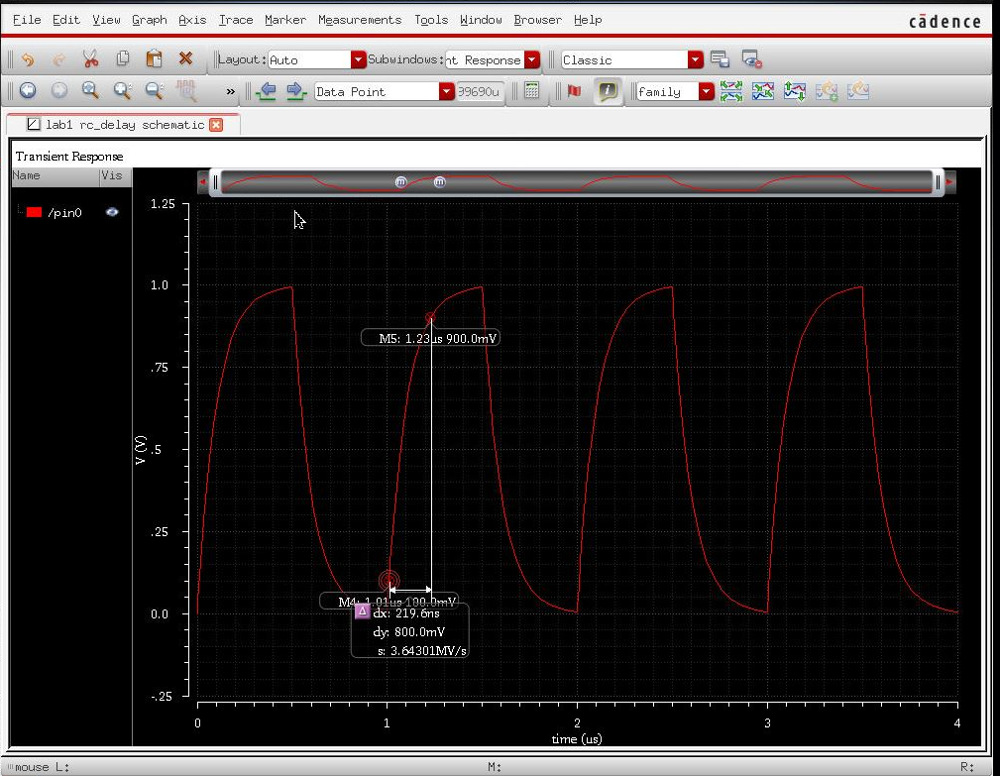 File Edit View Graph Axis Trace Marker Measurements Tools Window Browser Help
cādence
Layout: Auto Subwindows: nt Response Classic
» Data Point 39690u family
lab1 rc_delay schematic
Transient Response
Name Vis
/pin0
1.25
1.0
.75
.5
.25
0.0
-.25
V (V)
M5: 1.23us 900.0mV
M4: 1.01us 100.0mV
dx: 219.6ns
dy: 800.0mV
s: 3.64301MV/s
0 1 2 3 4
time (us)
mouse L: M: R: